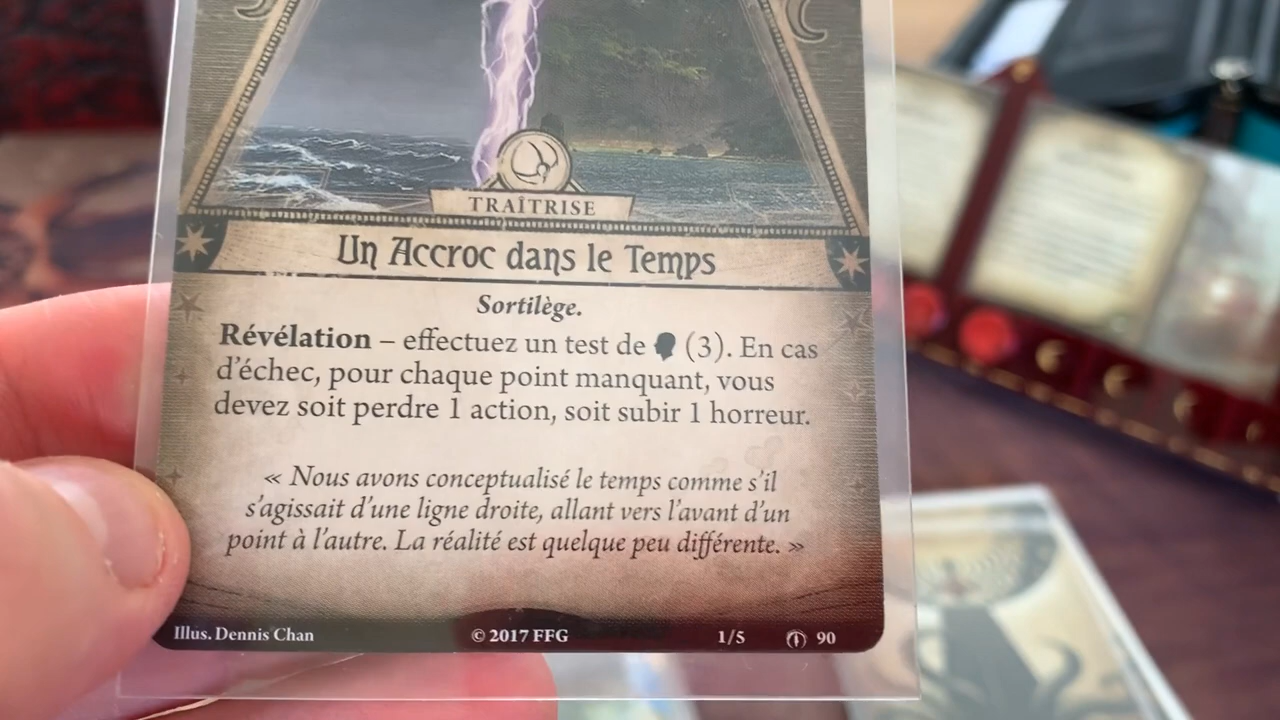 TRAÎTRISE
Un Accroc dans le Temps
Sortilège.
Révélation – effectuez un test de (3). En cas
d'échec, pour chaque point manquant, vous
devez soit perdre 1 action, soit subir 1 horreur.
« Nous avons conceptualisé le temps comme s'il
s'agissait d'une ligne droite, allant vers l'avant d'un
point à l'autre. La réalité est quelque peu différente. »
Illus. Dennis Chan © 2017 FFG 1/5 90